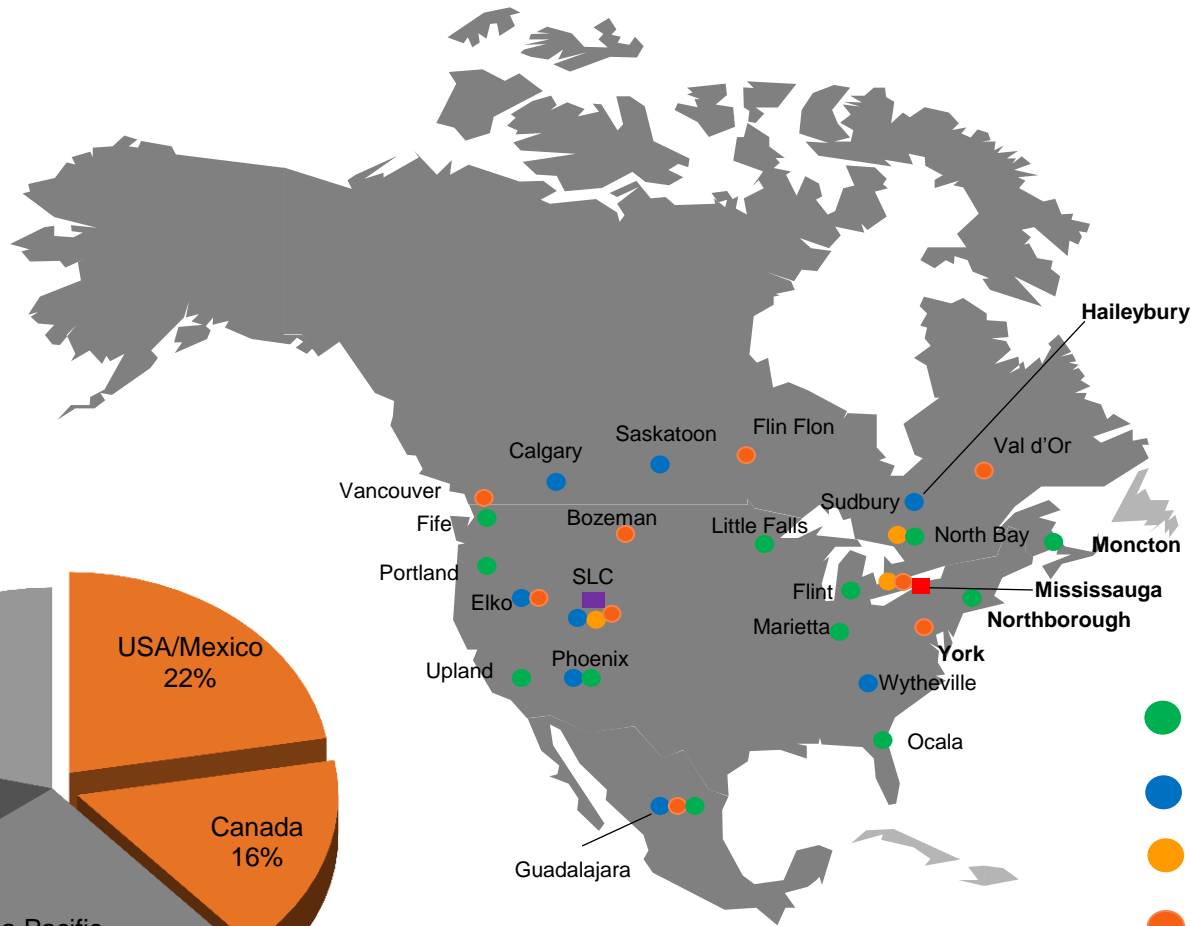 Haileybury
Flin Flon
Saskatoon
Val d'Or
Calgary
Vancouver
Sudbury
Fife
Bozeman
Little Falls
North Bay
Moncton
Portland
SLC
Flint
Mississauga
Elko
Northborough
Marietta
USA/Mexico
22%
York
Upland
Phoenix
Wytheville
Ocala
Canada
16%
Guadalajara
Pacific